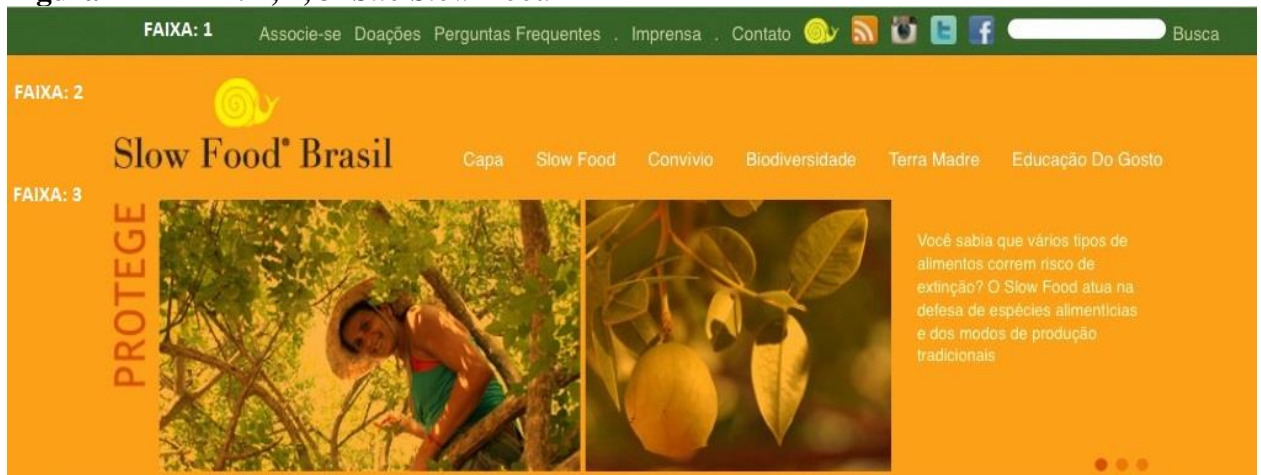 FAIXA: 1
Associe-se Doações Perguntas Frequentes . Imprensa . Contato
Busca
FAIXA: 2
Slow Food® Brasil
Capa Slow Food Convívio Biodiversidade Terra Madre Educação Do Gosto
FAIXA: 3
PROTEGE
Você sabia que vários tipos de
alimentos correm risco de
extinção? O Slow Food atua na
defesa de espécies alimentícias
e dos modos de produção
tradicionais